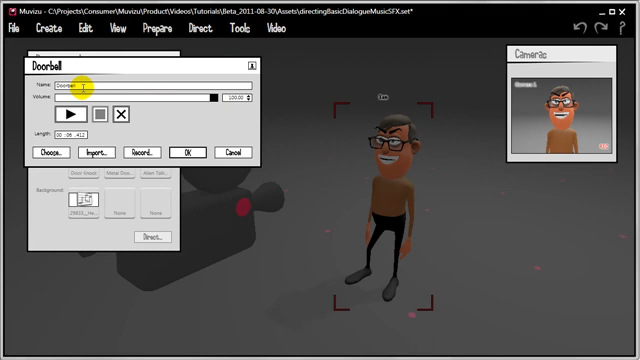 Muvizu - C:\Projects\Consumer\Muvizu\Product\Videos\Tutorials\Beta_2011-08-30\Assets\directingBasicDialogueMusicSFX.set*
File Create Edit View Prepare Direct Tools Video
Doorbell
Name: Doorbell
Volume: 100.00
Length: 00 :06 .412
Choose... Import... Record... OK Cancel
Door Knock Metal Doo... Alien Talk...
Background:
29833__He... None None
Direct...
Cameras
Camera 1